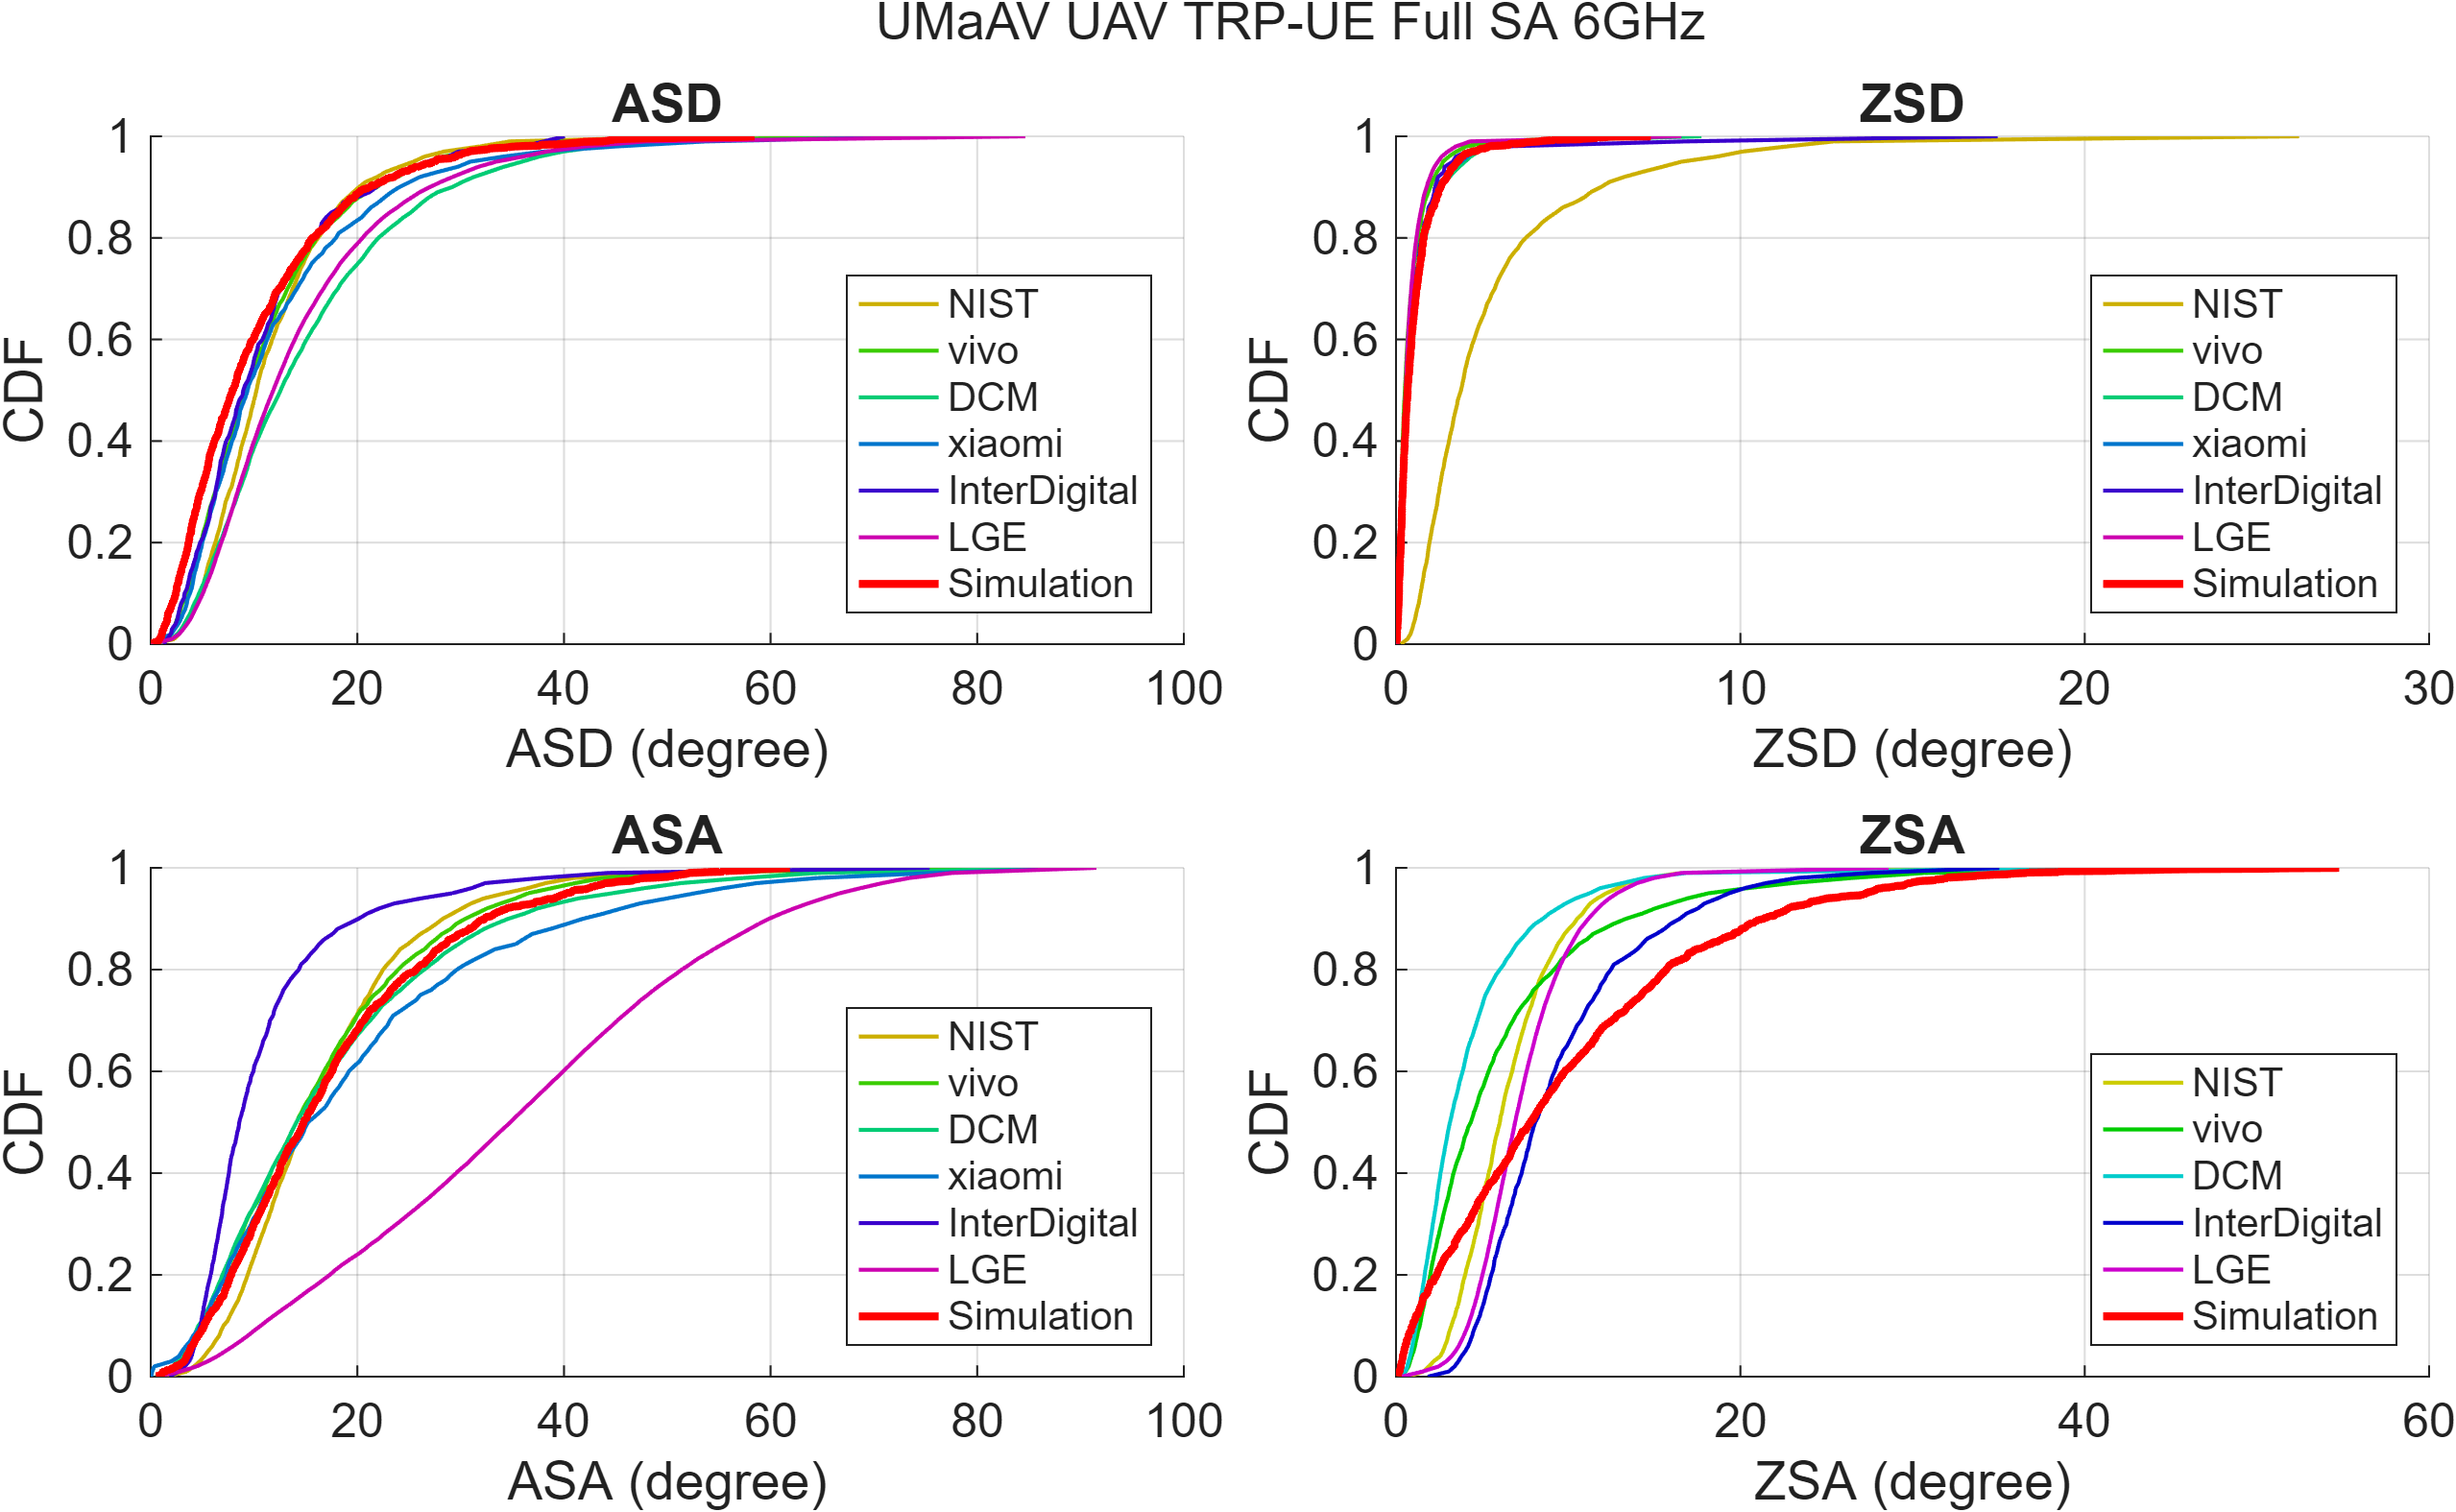 UMaAV UAV TRP-UE Full SA 6GHz
ASD
CDF
1
0.8
0.6
0.4
0.2
0
0 20 40 60 80 100
ASD (degree)
NIST
vivo
DCM
xiaomi
InterDigital
LGE
Simulation
ZSD
CDF
1
0.8
0.6
0.4
0.2
0
0 10 20 30
ZSD (degree)
NIST
vivo
DCM
xiaomi
InterDigital
LGE
Simulation
ASA
CDF
1
0.8
0.6
0.4
0.2
0
0 20 40 60 80 100
ASA (degree)
NIST
vivo
DCM
xiaomi
InterDigital
LGE
Simulation
ZSA
CDF
1
0.8
0.6
0.4
0.2
0
0 20 40 60
ZSA (degree)
NIST
vivo
DCM
InterDigital
LGE
Simulation